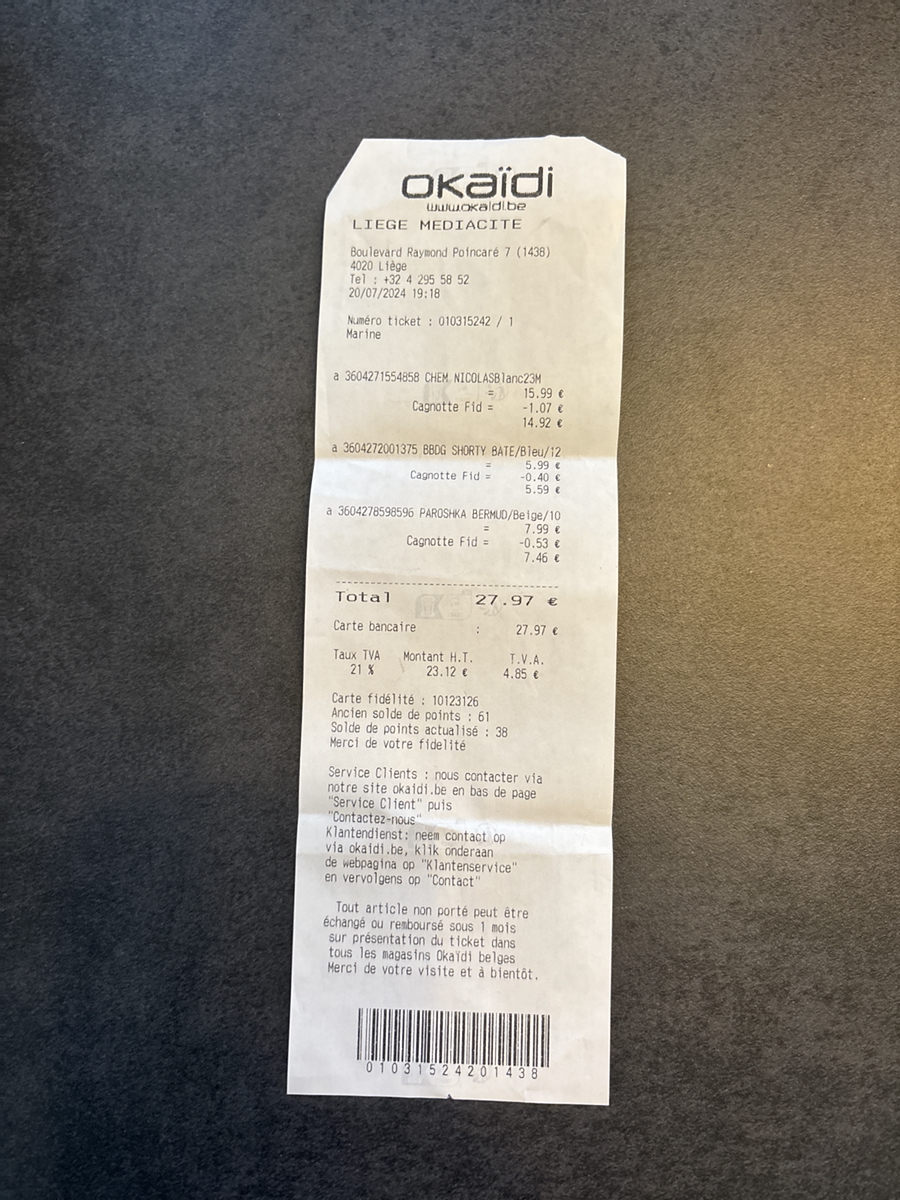 okaïdi
www.okaidi.be
LIEGE MEDIACITE
Boulevard Raymond Poincaré 7 (1438)
4020 Liège
Tel : +32 4 295 58 52
20/07/2024 19:18
Numéro ticket : 010315242 / 1
Marine
a 3604271554858 CHEM NICOLASBlanc23M
= 15.99 €
Cagnotte Fid = -1.07 €
14.92 €
a 3604272001375 BBDG SHORTY BATE/Bleu/12
= 5.99 €
Cagnotte Fid = -0.40 €
5.59 €
a 3604278598596 PAROSHKA BERMUD/Beige/10
= 7.99 €
Cagnotte Fid = -0.53 €
7.46 €
Total 27.97 €
Carte bancaire : 27.97 €
Taux TVA Montant H.T. T.V.A.
21 % 23.12 € 4.85 €
Carte fidélité : 10123126
Ancien solde de points : 61
Solde de points actualisé : 38
Merci de votre fidelité
Service Clients : nous contacter via
notre site okaidi.be en bas de page
"Service Client" puis
"Contactez-nous"
Klantendienst: neem contact op
via okaidi.be, klik onderaan
de webpagina op "Klantenservice"
en vervolgens op "Contact"
Tout article non porté peut être
échangé ou remboursé sous 1 mois
sur présentation du ticket dans
tous les magasins Okaïdi belges
Merci de votre visite et à bientôt.
01031524201438